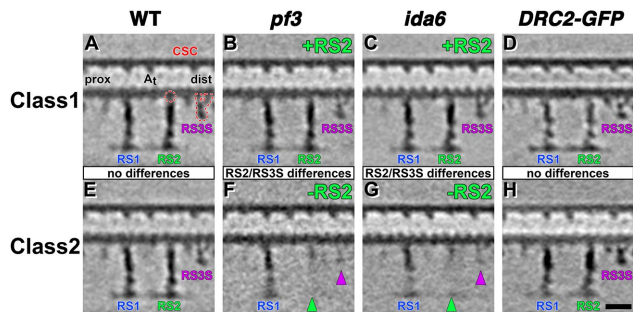 WT pf3 ida6 DRC2-GFP
Class1
A CSC prox At dist RS3S RS1 RS2
B +RS2 RS1 RS2 RS3S
C +RS2 RS1 RS2 RS3S
D RS1 RS2 RS3S
no differences RS2/RS3S differences RS2/RS3S differences no differences
Class2
E RS3S RS1 RS2
F -RS2 RS1
G -RS2 RS1
H RS3S RS1 RS2